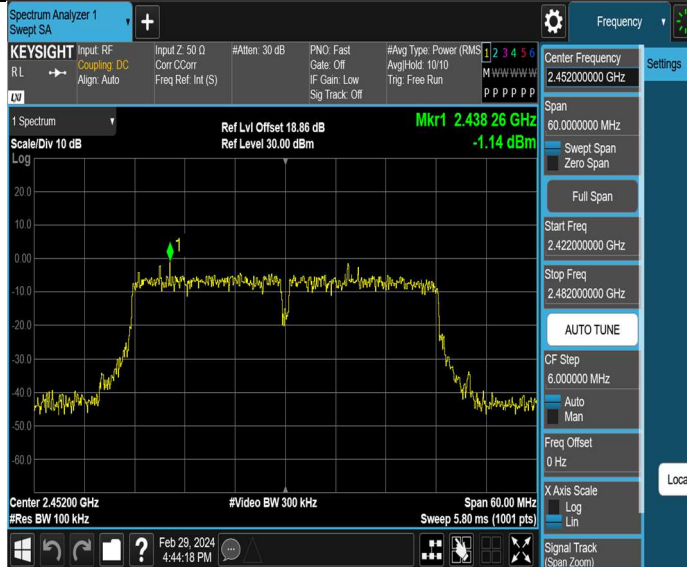 Spectrum Analyzer 1
Swept SA
+
Frequency
KEYSIGHT
RL
LXI
Input: RF
Coupling: DC
Align: Auto
Input Z: 50 Ω
Corr CCorr
Freq Ref: Int (S)
#Atten: 30 dB
PNO: Fast
Gate: Off
IF Gain: Low
Sig Track: Off
#Avg Type: Power (RMS
Avg|Hold: 10/10
Trig: Free Run
1 2 3 4 5 6
M W W W W W
P P P P P P
1 Spectrum
Scale/Div 10 dB
Log
Ref Lvl Offset 18.86 dB
Ref Level 30.00 dBm
Mkr1 2.438 26 GHz
-1.14 dBm
20.0
10.0
0.00
-10.0
-20.0
-30.0
-40.0
-50.0
-60.0
1
Center 2.45200 GHz
#Res BW 100 kHz
#Video BW 300 kHz
Span 60.00 MHz
Sweep 5.80 ms (1001 pts)
?
Feb 29, 2024
4:44:18 PM
Center Frequency
2.452000000 GHz
Span
60.0000000 MHz
Swept Span
Zero Span
Full Span
Start Freq
2.422000000 GHz
Stop Freq
2.482000000 GHz
AUTO TUNE
CF Step
6.000000 MHz
Auto
Man
Freq Offset
0 Hz
X Axis Scale
Log
Lin
Signal Track
(Span Zoom)
Settings
Loca